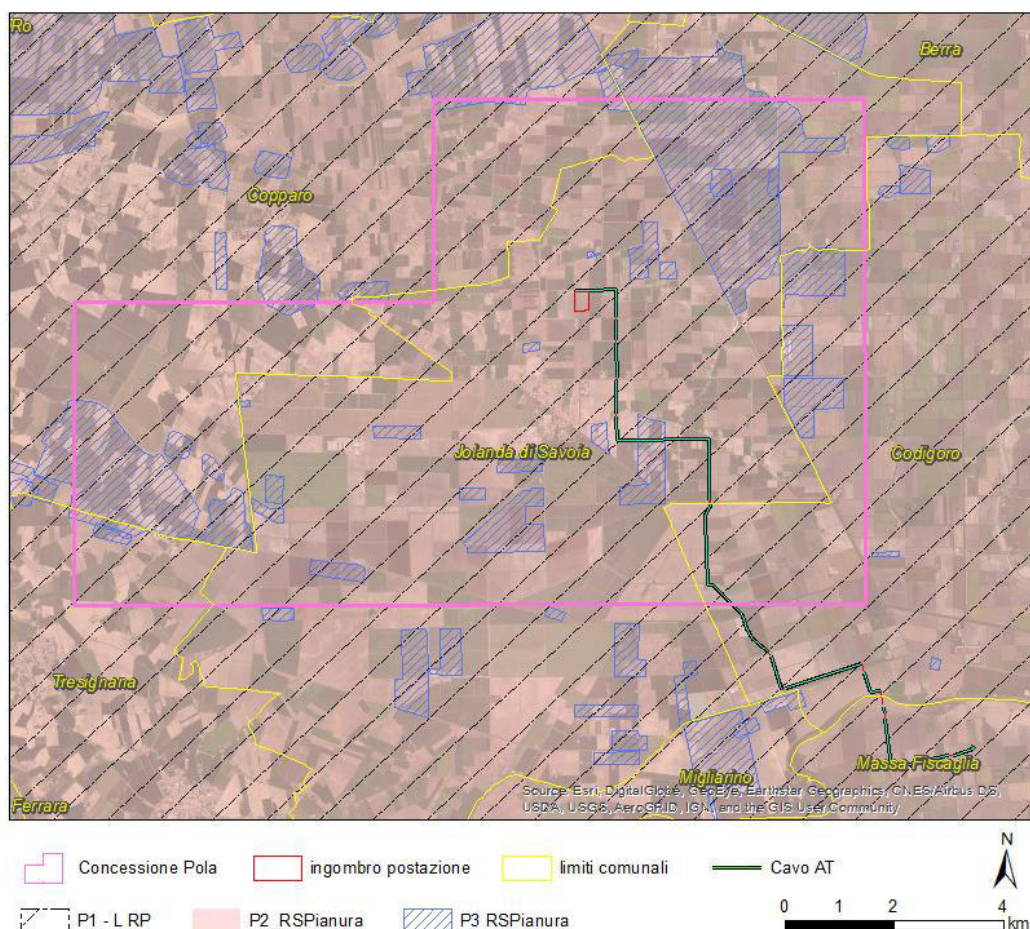 Ro
Berra
Copparo
Jolanda di Savoia
Codigoro
Tresignana
Massa Fiscaglia
Migliarino
Ferrara
Source: Esri, DigitalGlobe, GeoEye, Earthstar Geographics, CNES/Airbus DS,
USDA, USGS, AeroGRID, IGN, and the GIS User Community
Concessione Pola
ingombro postazione
limiti comunali
Cavo AT
N
P1 - L RP
P2 RSPianura
P3 RSPianura
0 1 2 4
km